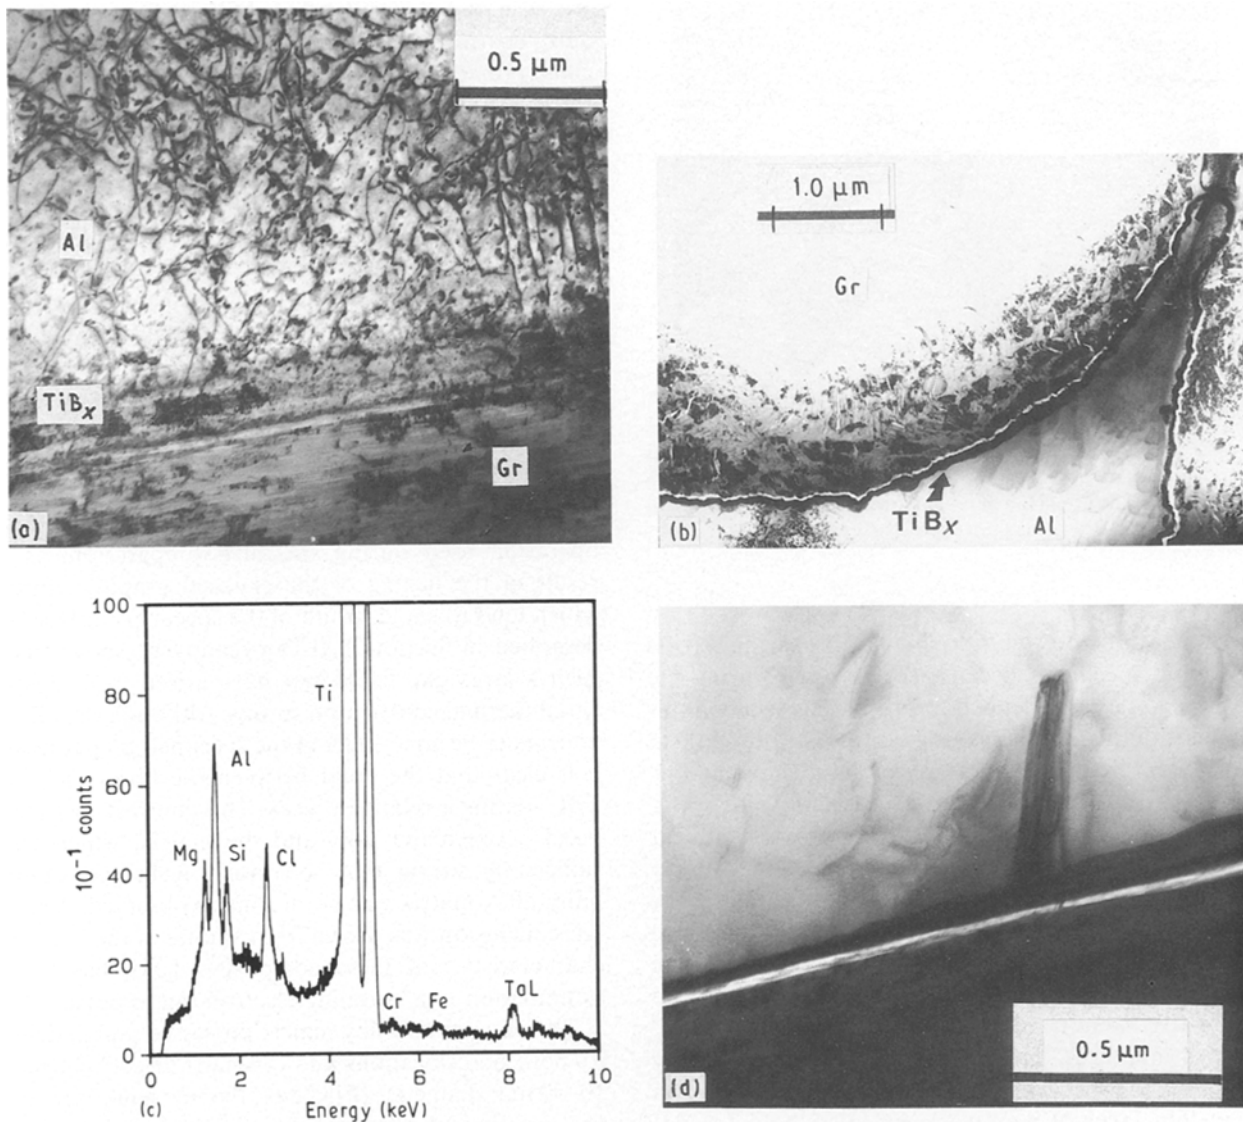 0.5 μm
Al
TiBx
Gr
(a)
1.0 μm
Gr
TiBx
Al
(b)
100
80
60
40
20
0
10⁻¹ counts
Ti
Al
Mg
Si
Cl
Cr
Fe
TaL
0 2 4 6 8 10
(c)
Energy (keV)
(d)
0.5 μm